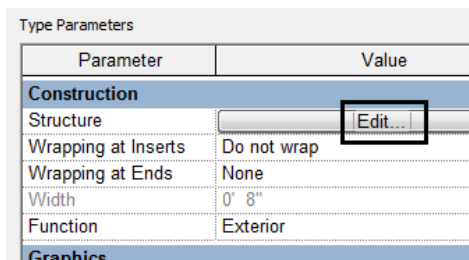 Type Parameters
Parameter Value
Construction
Structure Edit...
Wrapping at Inserts Do not wrap
Wrapping at Ends None
Width 0' 8"
Function Exterior
Graphics